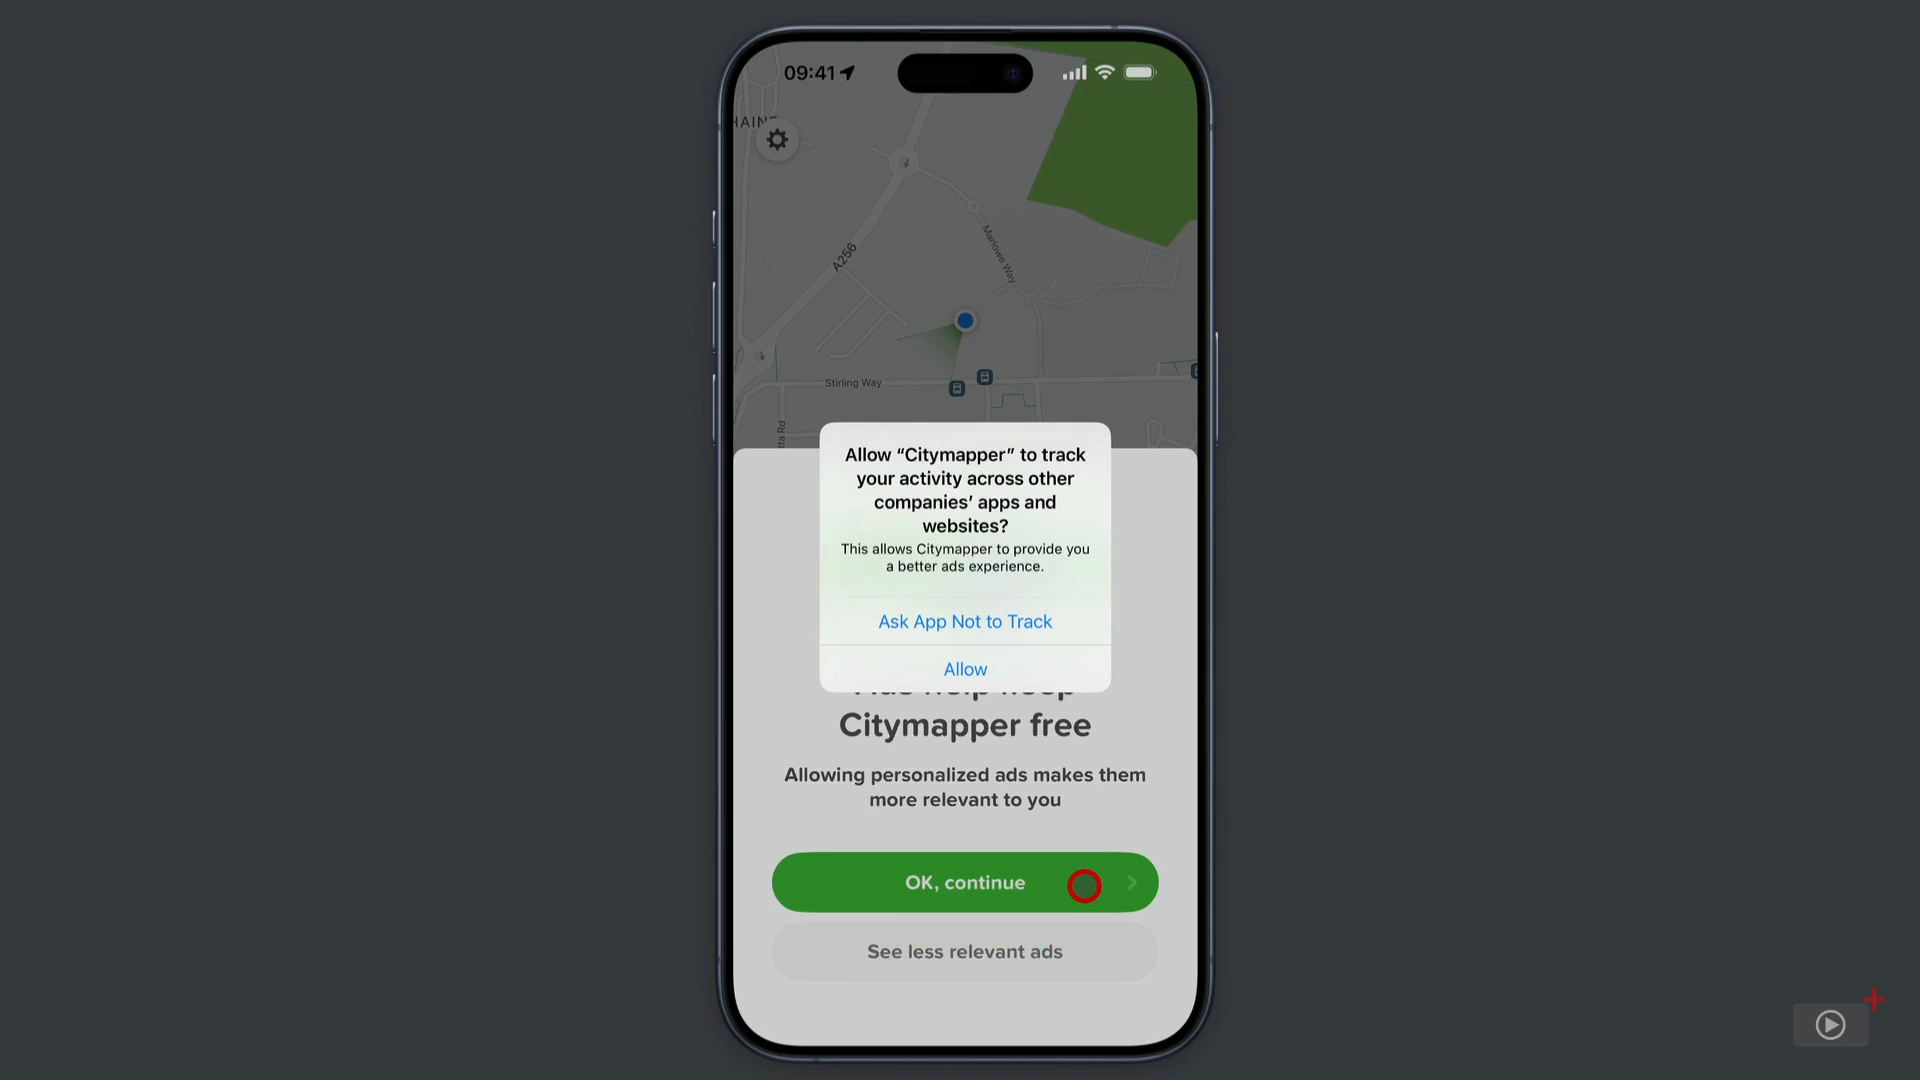 09:41
A256
Marlowe Way
Stirling Way
Allow “Citymapper” to track
your activity across other
companies’ apps and
websites?
This allows Citymapper to provide you
a better ads experience.
Ask App Not to Track
Allow
Citymapper free
Allowing personalized ads makes them
more relevant to you
OK, continue
See less relevant ads